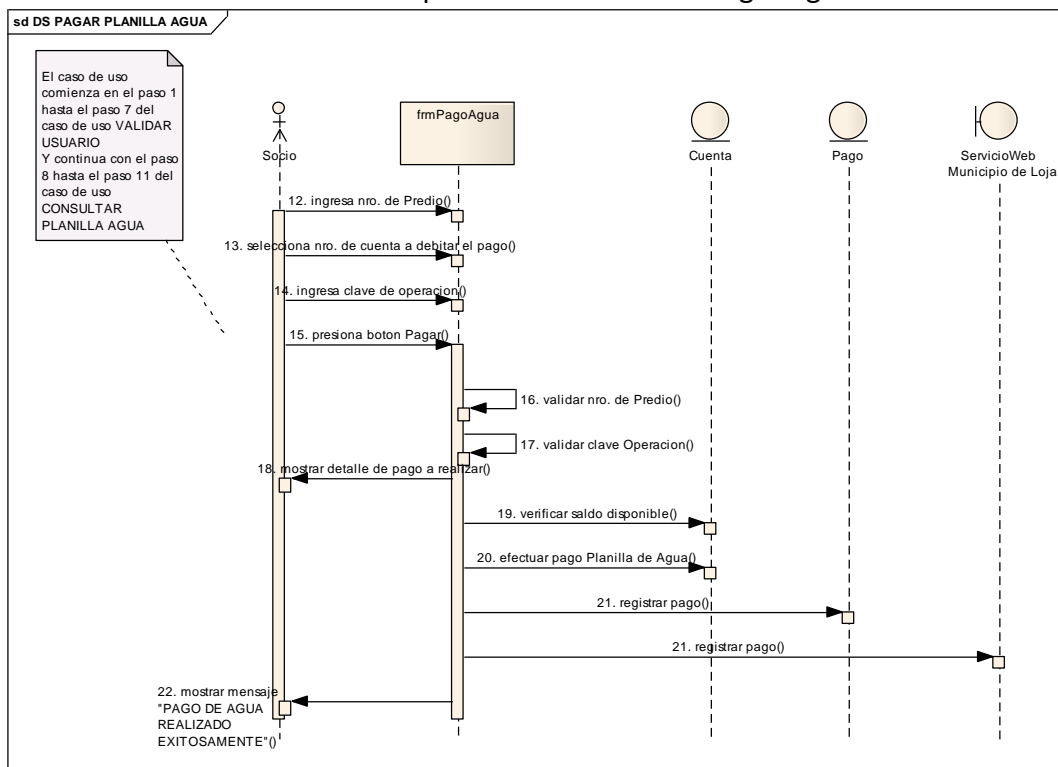 sd DS PAGAR PLANILLA AGUA
El caso de uso
comienza en el paso 1
hasta el paso 7 del
caso de uso VALIDAR
USUARIO
Y continua con el paso
8 hasta el paso 11 del
caso de uso
CONSULTAR
PLANILLA AGUA
Socio
frmPagoAgua
Cuenta
Pago
ServicioWeb
Municipio de Loja
12. ingresa nro. de Predio()
13. selecciona nro. de cuenta a debitar el pago()
14. ingresa clave de operacion()
15. presiona boton Pagar()
16. validar nro. de Predio()
17. validar clave Operacion()
18. mostrar detalle de pago a realizar()
19. verificar saldo disponible()
20. efectuar pago Planilla de Agua()
21. registrar pago()
21. registrar pago()
22. mostrar mensaje
"PAGO DE AGUA
REALIZADO
EXITOSAMENTE"()